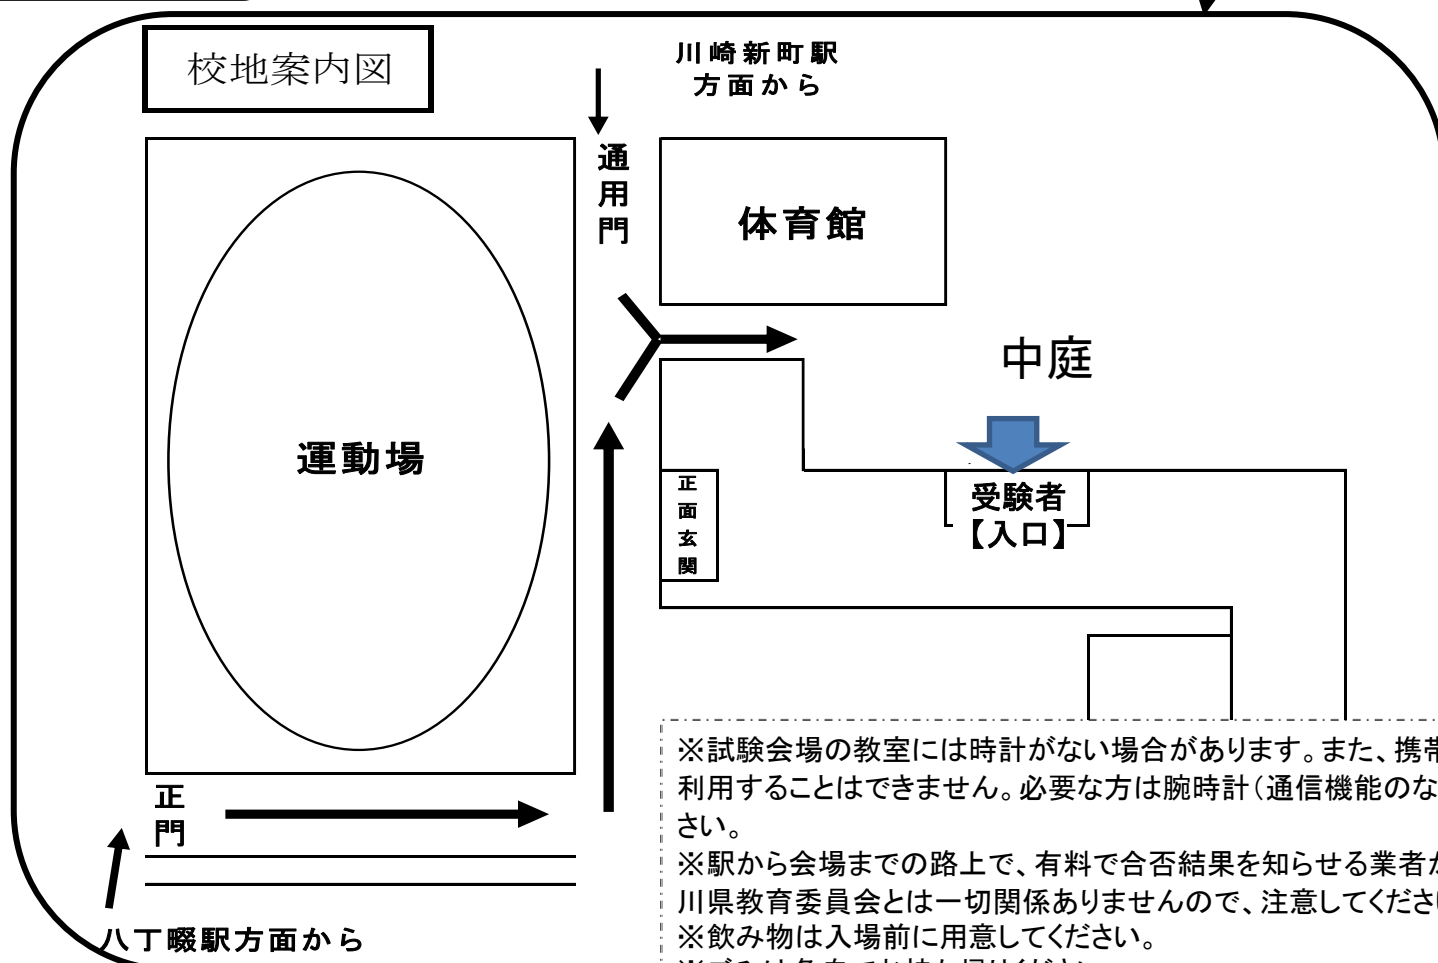 校地案内図
川崎新町駅
方面から
通用門
体育館
中庭
運動場
正面玄関
受験者
【入口】
正門
八丁畷駅方面から
※試験会場の教室には時計がない場合があります。また、携帯
利用することはできません。必要な方は腕時計（通信機能のな
さい。
※駅から会場までの路上で、有料で合否結果を知らせる業者が
川県教育委員会とは一切関係ありませんので、注意してください
※飲み物は入場前に用意してください。